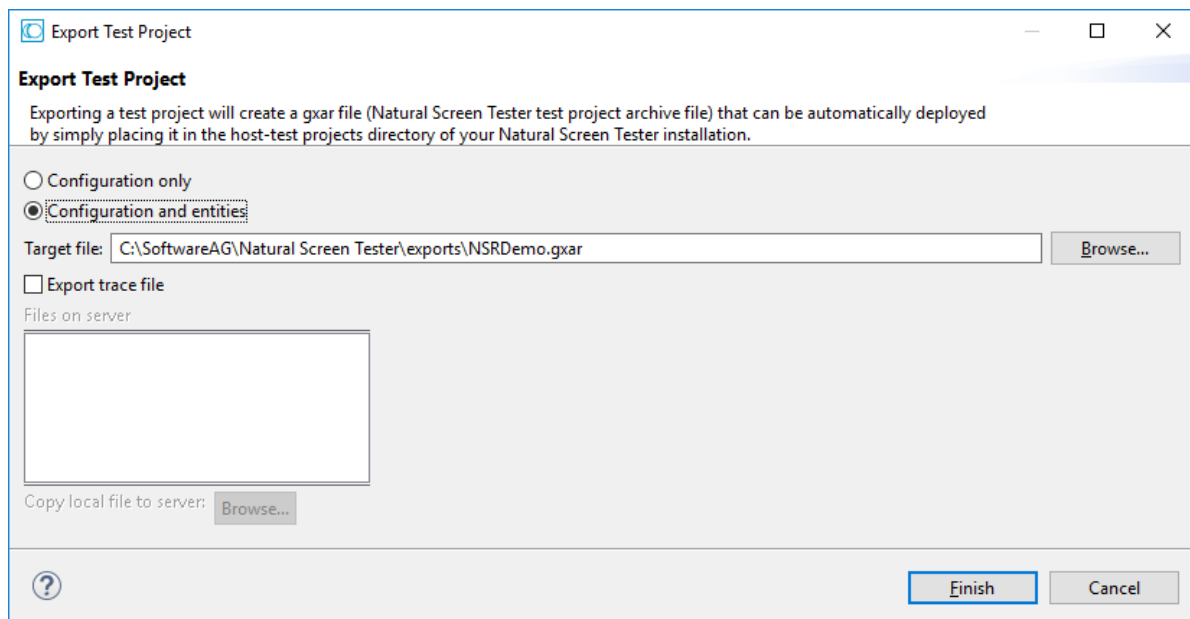 Export Test Project
Export Test Project
Exporting a test project will create a gxar file (Natural Screen Tester test project archive file) that can be automatically deployed
by simply placing it in the host-test projects directory of your Natural Screen Tester installation.
Configuration only
Configuration and entities
Target file: C:\SoftwareAG\Natural Screen Tester\exports\NSRDemo.gxar Browse...
Export trace file
Files on server
Copy local file to server: Browse...
? Finish Cancel